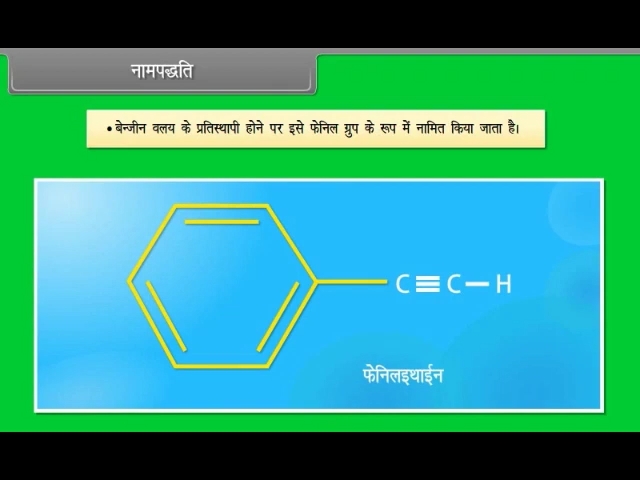 नामपद्धति
• बेन्जीन वलय के प्रतिस्थापी होने पर इसे फेनिल ग्रुप के रूप में नामित किया जाता है।
C≡C—H
फेनिलइथाईन